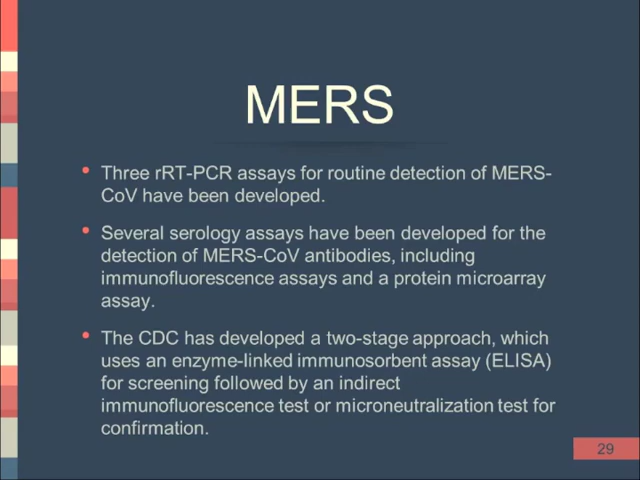 MERS
• Three rRT-PCR assays for routine detection of MERS-
CoV have been developed.
• Several serology assays have been developed for the
detection of MERS-CoV antibodies, including
immunofluorescence assays and a protein microarray
assay.
• The CDC has developed a two-stage approach, which
uses an enzyme-linked immunosorbent assay (ELISA)
for screening followed by an indirect
immunofluorescence test or microneutralization test for
confirmation.
29